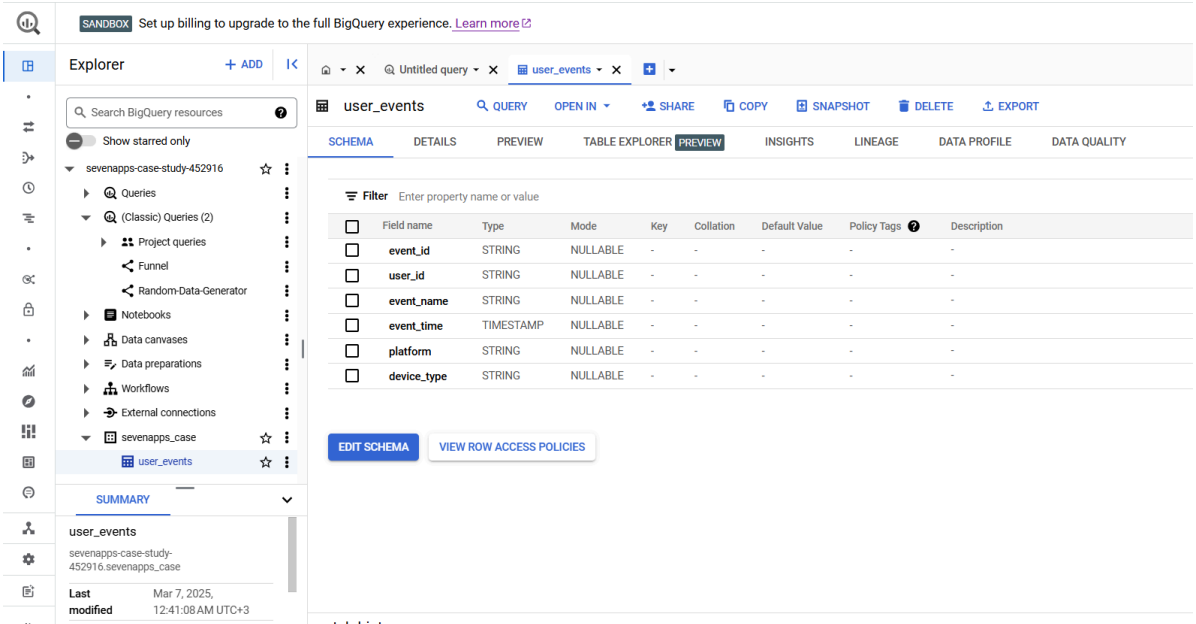 SANDBOX Set up billing to upgrade to the full BigQuery experience. Learn more
Explorer + ADD
Untitled query user_events
Search BigQuery resources
Show starred only
sevenapps-case-study-452916
Queries
(Classic) Queries (2)
Project queries
Funnel
Random-Data-Generator
Notebooks
Data canvases
Data preparations
Workflows
External connections
sevenapps_case
user_events
SUMMARY
user_events
sevenapps-case-study-
452916.sevenapps_case
Last modified Mar 7, 2025, 12:41:08 AM UTC+3
user_events QUERY OPEN IN SHARE COPY SNAPSHOT DELETE EXPORT
SCHEMA DETAILS PREVIEW TABLE EXPLORER PREVIEW INSIGHTS LINEAGE DATA PROFILE DATA QUALITY
Filter Enter property name or value
Field name Type Mode Key Collation Default Value Policy Tags Description
event_id STRING NULLABLE - - - - -
user_id STRING NULLABLE - - - - -
event_name STRING NULLABLE - - - - -
event_time TIMESTAMP NULLABLE - - - - -
platform STRING NULLABLE - - - - -
device_type STRING NULLABLE - - - - -
EDIT SCHEMA VIEW ROW ACCESS POLICIES